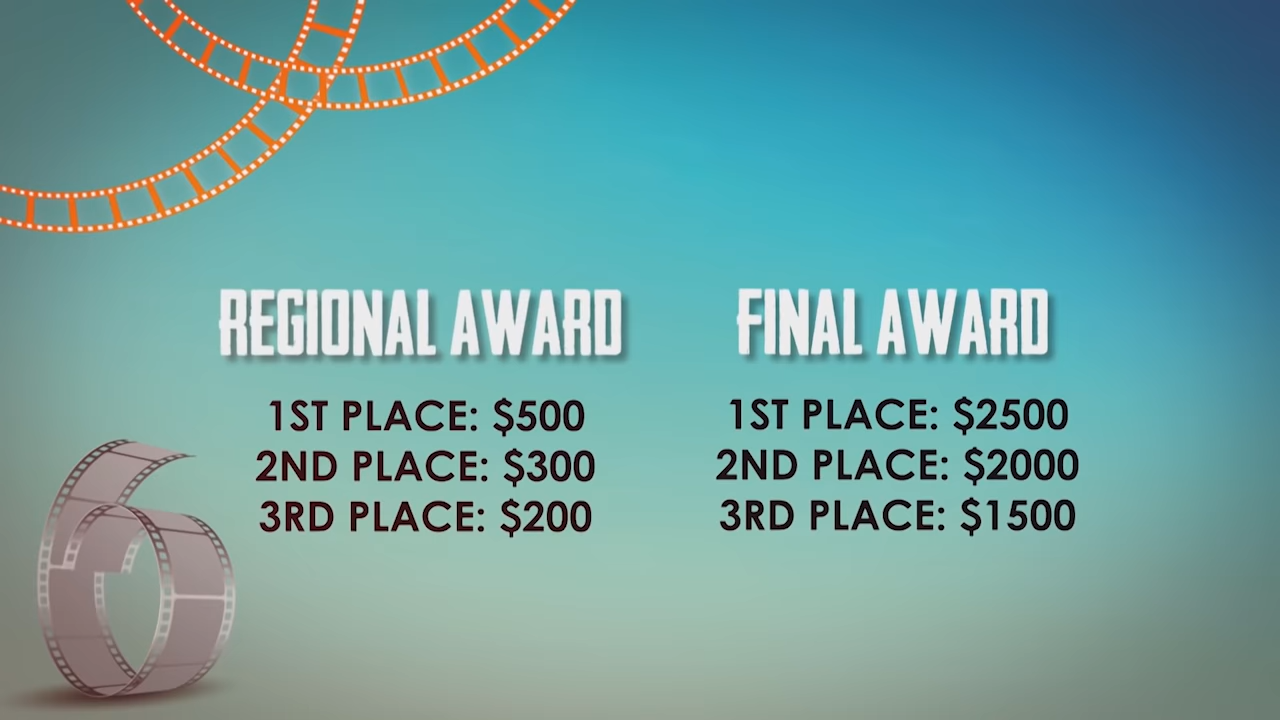 REGIONAL AWARD
1ST PLACE: $500
2ND PLACE: $300
3RD PLACE: $200
FINAL AWARD
1ST PLACE: $2500
2ND PLACE: $2000
3RD PLACE: $1500